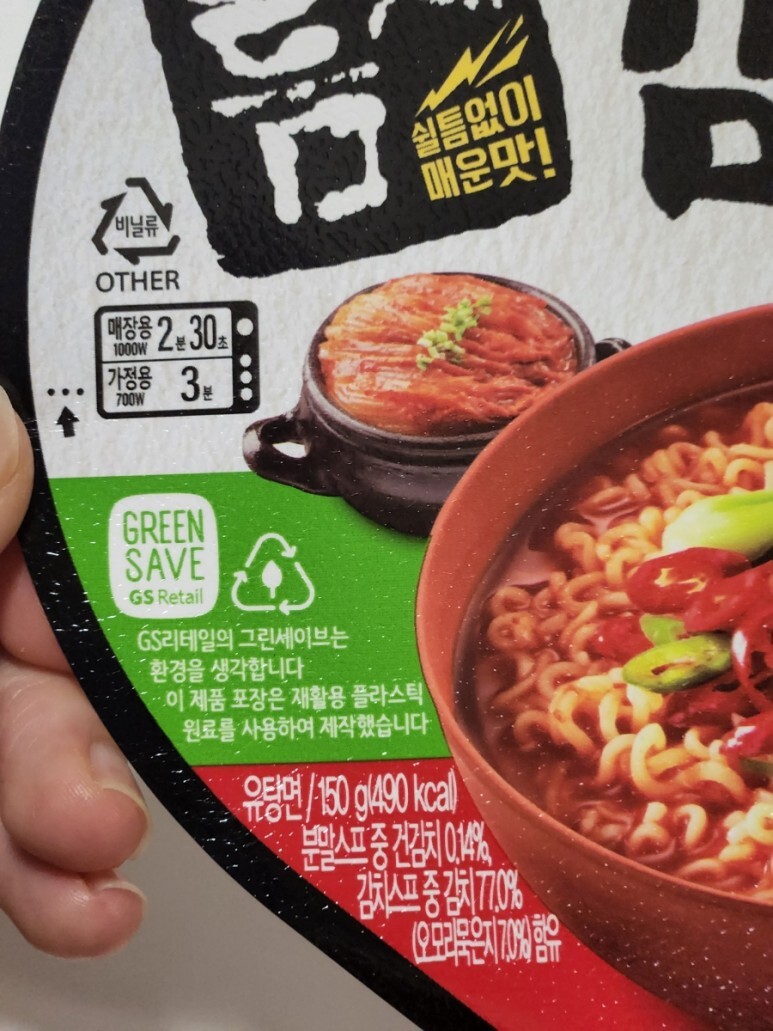 틈
쉴틈없이
매운맛!
비닐류
OTHER
매장용 1000W 2분 30초
가정용 700W 3분
GREEN
SAVE
GS Retail
GS리테일의 그린세이브는
환경을 생각합니다
이 제품 포장은 재활용 플라스틱
원료를 사용하여 제작했습니다
유탕면/150 g(490 kcal)
분말스프 중 건김치 0.14%,
김치스프 중 김치 77.0%
(오모리묵은지 7.0%) 함유